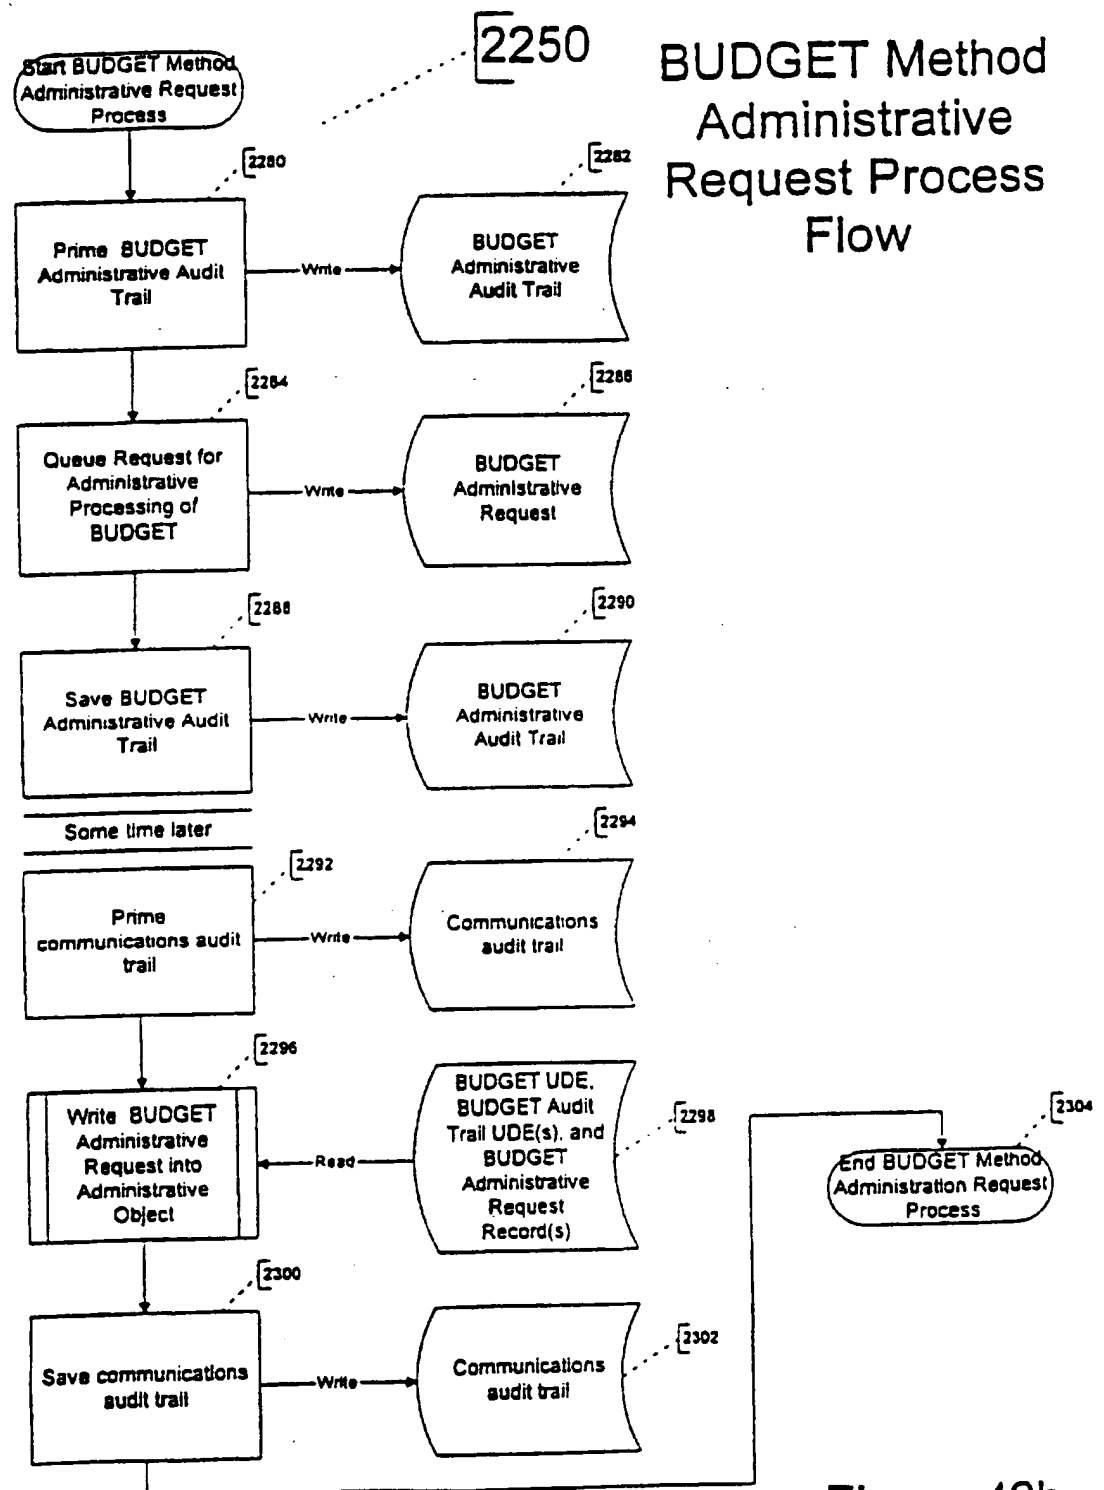 2250
BUDGET Method
Administrative
Request Process
Flow
Start BUDGET Method
Administrative Request
Process
2280
Prime BUDGET
Administrative Audit
Trail
Write
2282
BUDGET
Administrative
Audit Trail
2284
Queue Request for
Administrative
Processing of
BUDGET
Write
2286
BUDGET
Administrative
Request
2288
Save BUDGET
Administrative Audit
Trail
Write
2290
BUDGET
Administrative
Audit Trail
Some time later
2292
Prime
communications audit
trail
Write
2294
Communications
audit trail
2296
Write BUDGET
Administrative
Request into
Administrative
Object
Read
BUDGET UDE,
BUDGET Audit
Trail UDE(s), and
BUDGET
Administrative
Request
Record(s)
2298
2300
Save communications
audit trail
Write
Communications
audit trail
2302
2304
End BUDGET Method
Administration Request
Process